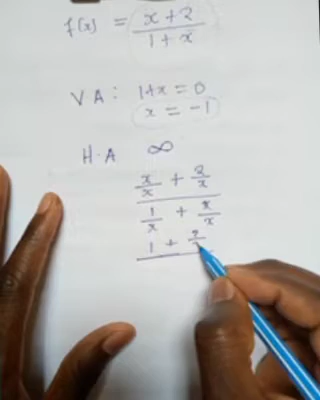 f(x) = x+2 / 1+x
VA: 1+x = 0
x = -1
H.A ∞
x/x + 2/x
1/x + x/x
1 + 2